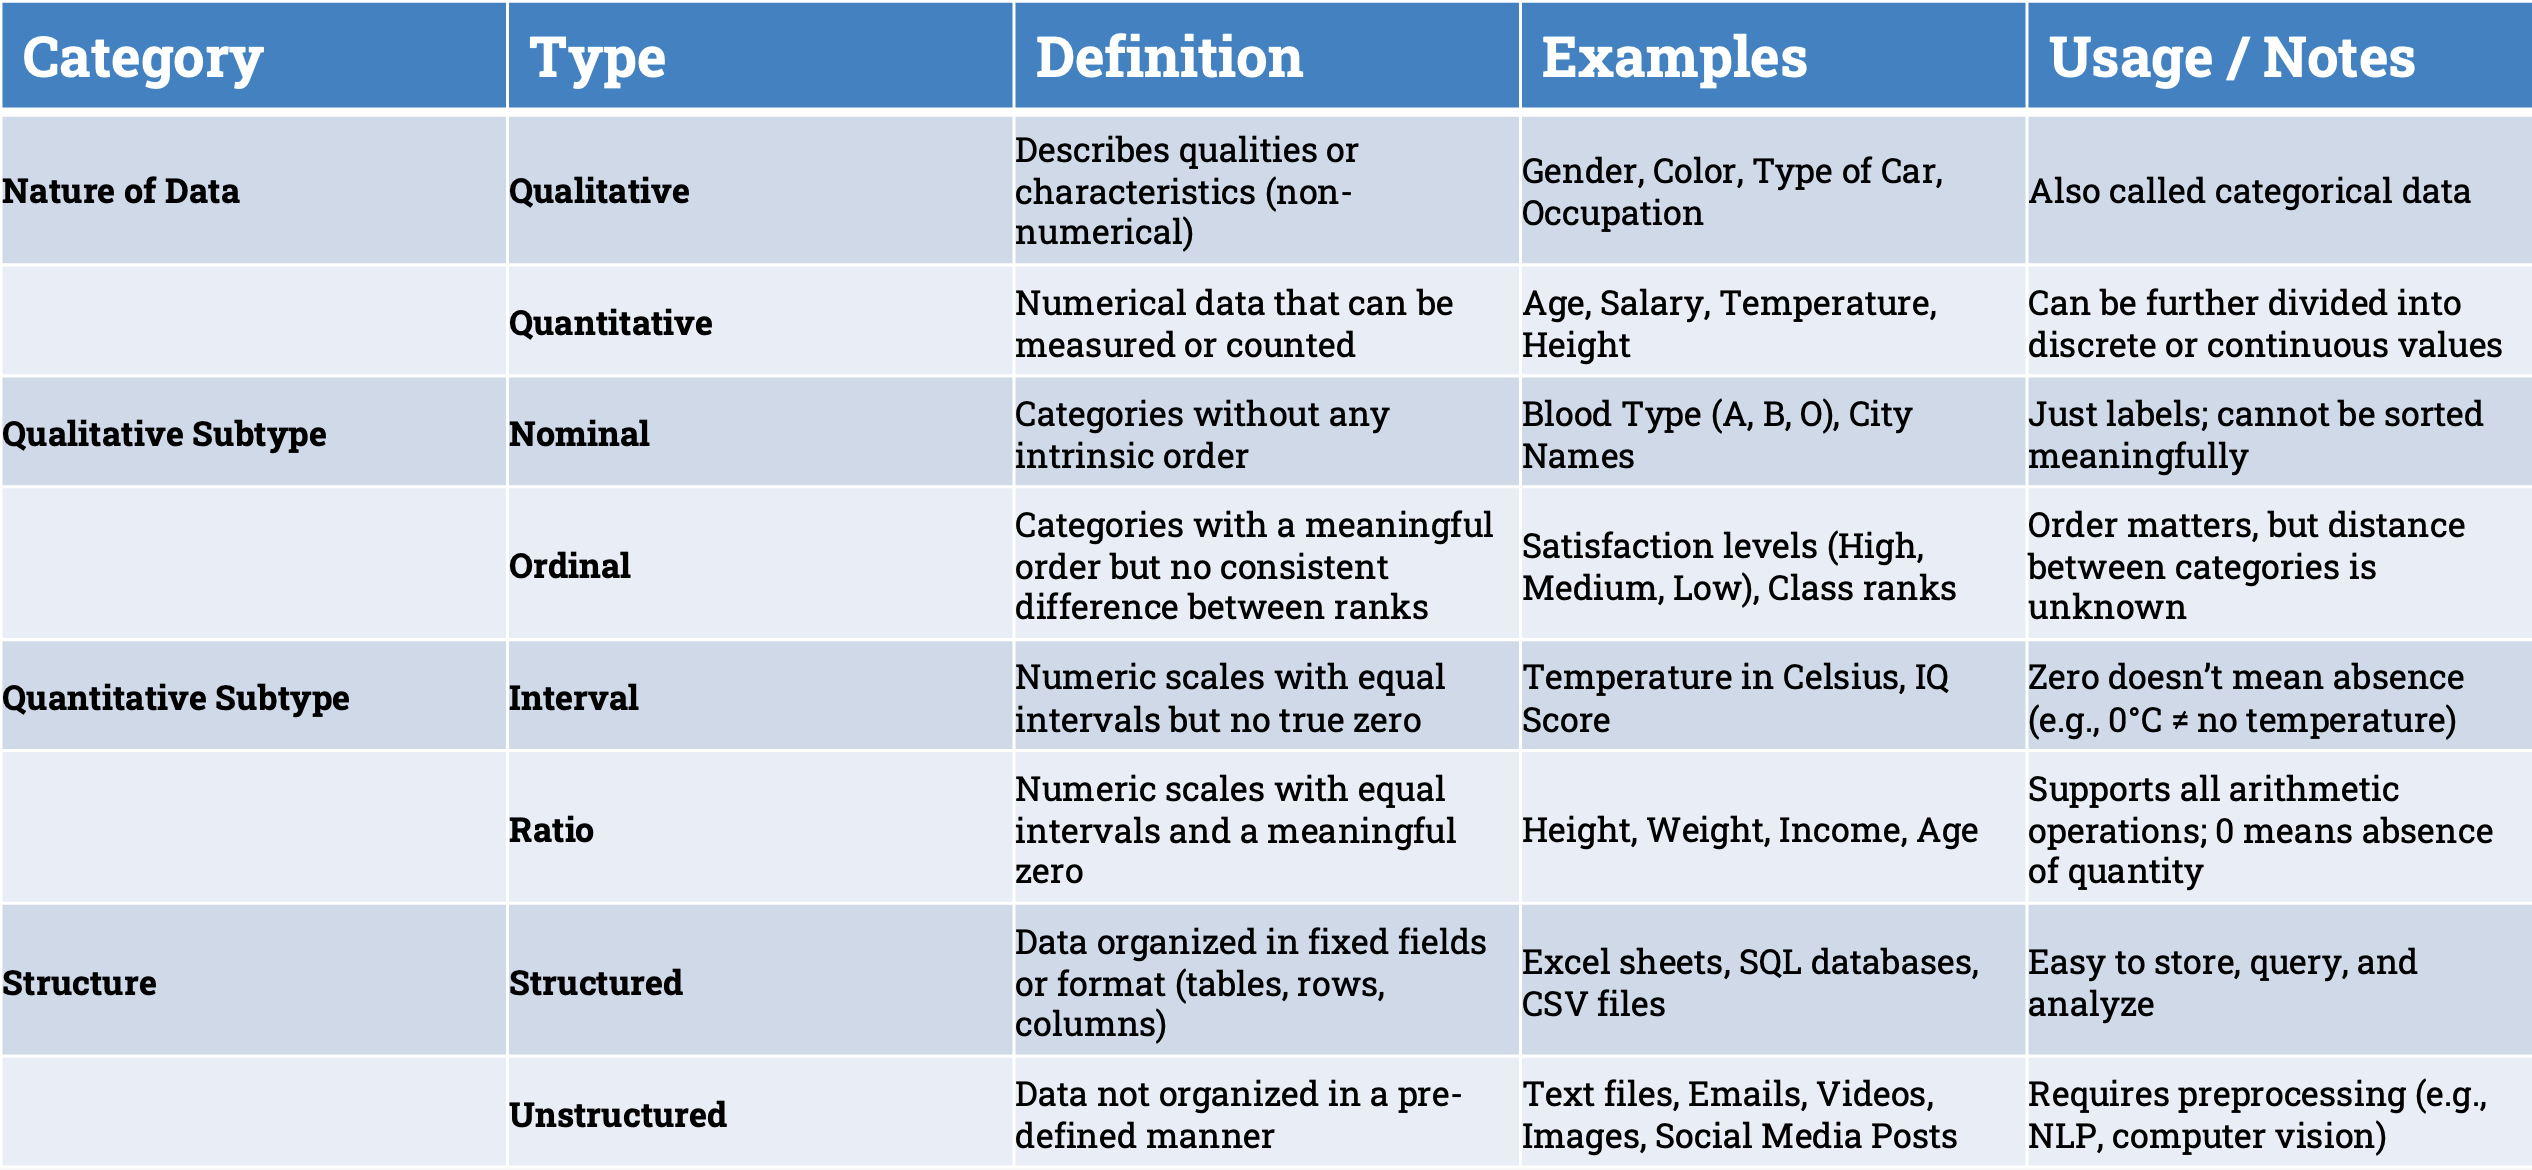 Category Type Definition Examples Usage / Notes
Nature of Data
Qualitative
Describes qualities or
characteristics (non-
numerical)
Gender, Color, Type of Car,
Occupation
Also called categorical data
Quantitative
Numerical data that can be
measured or counted
Age, Salary, Temperature,
Height
Can be further divided into
discrete or continuous values
Qualitative Subtype
Nominal
Categories without any
intrinsic order
Blood Type (A, B, O), City
Names
Just labels; cannot be sorted
meaningfully
Ordinal
Categories with a meaningful
order but no consistent
difference between ranks
Satisfaction levels (High,
Medium, Low), Class ranks
Order matters, but distance
between categories is
unknown
Quantitative Subtype
Interval
Numeric scales with equal
intervals but no true zero
Temperature in Celsius, IQ
Score
Zero doesn’t mean absence
(e.g., 0°C ≠ no temperature)
Ratio
Numeric scales with equal
intervals and a meaningful
zero
Height, Weight, Income, Age
Supports all arithmetic
operations; 0 means absence
of quantity
Structure
Structured
Data organized in fixed fields
or format (tables, rows,
columns)
Excel sheets, SQL databases,
CSV files
Easy to store, query, and
analyze
Unstructured
Data not organized in a pre-
defined manner
Text files, Emails, Videos,
Images, Social Media Posts
Requires preprocessing (e.g.,
NLP, computer vision)